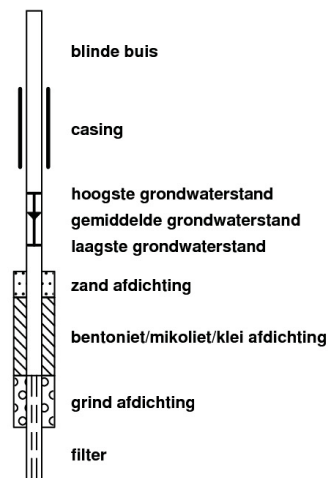 blinde buis
casing
hoogste grondwaterstand
gemiddelde grondwaterstand
laagste grondwaterstand
zand afdichting
bentoniet/mikoliet/klei afdichting
grind afdichting
filter